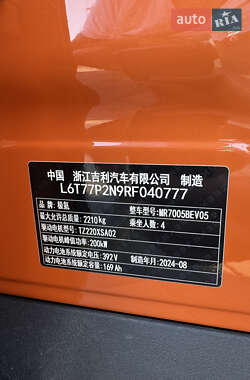 AUTO RIA
中国 浙江吉利汽车有限公司 制造
L6T77P2N9RF040777
品牌:极氪
整车型号:MR7005BEV05
最大允许总质量:2210kg
乘坐人数:4
驱动电机型号:TZ220XSA02
驱动电机峰值功率:200kW
动力电池系统额定电压:392V
制造年月:2024-08
动力电池系统额定容量:169Ah